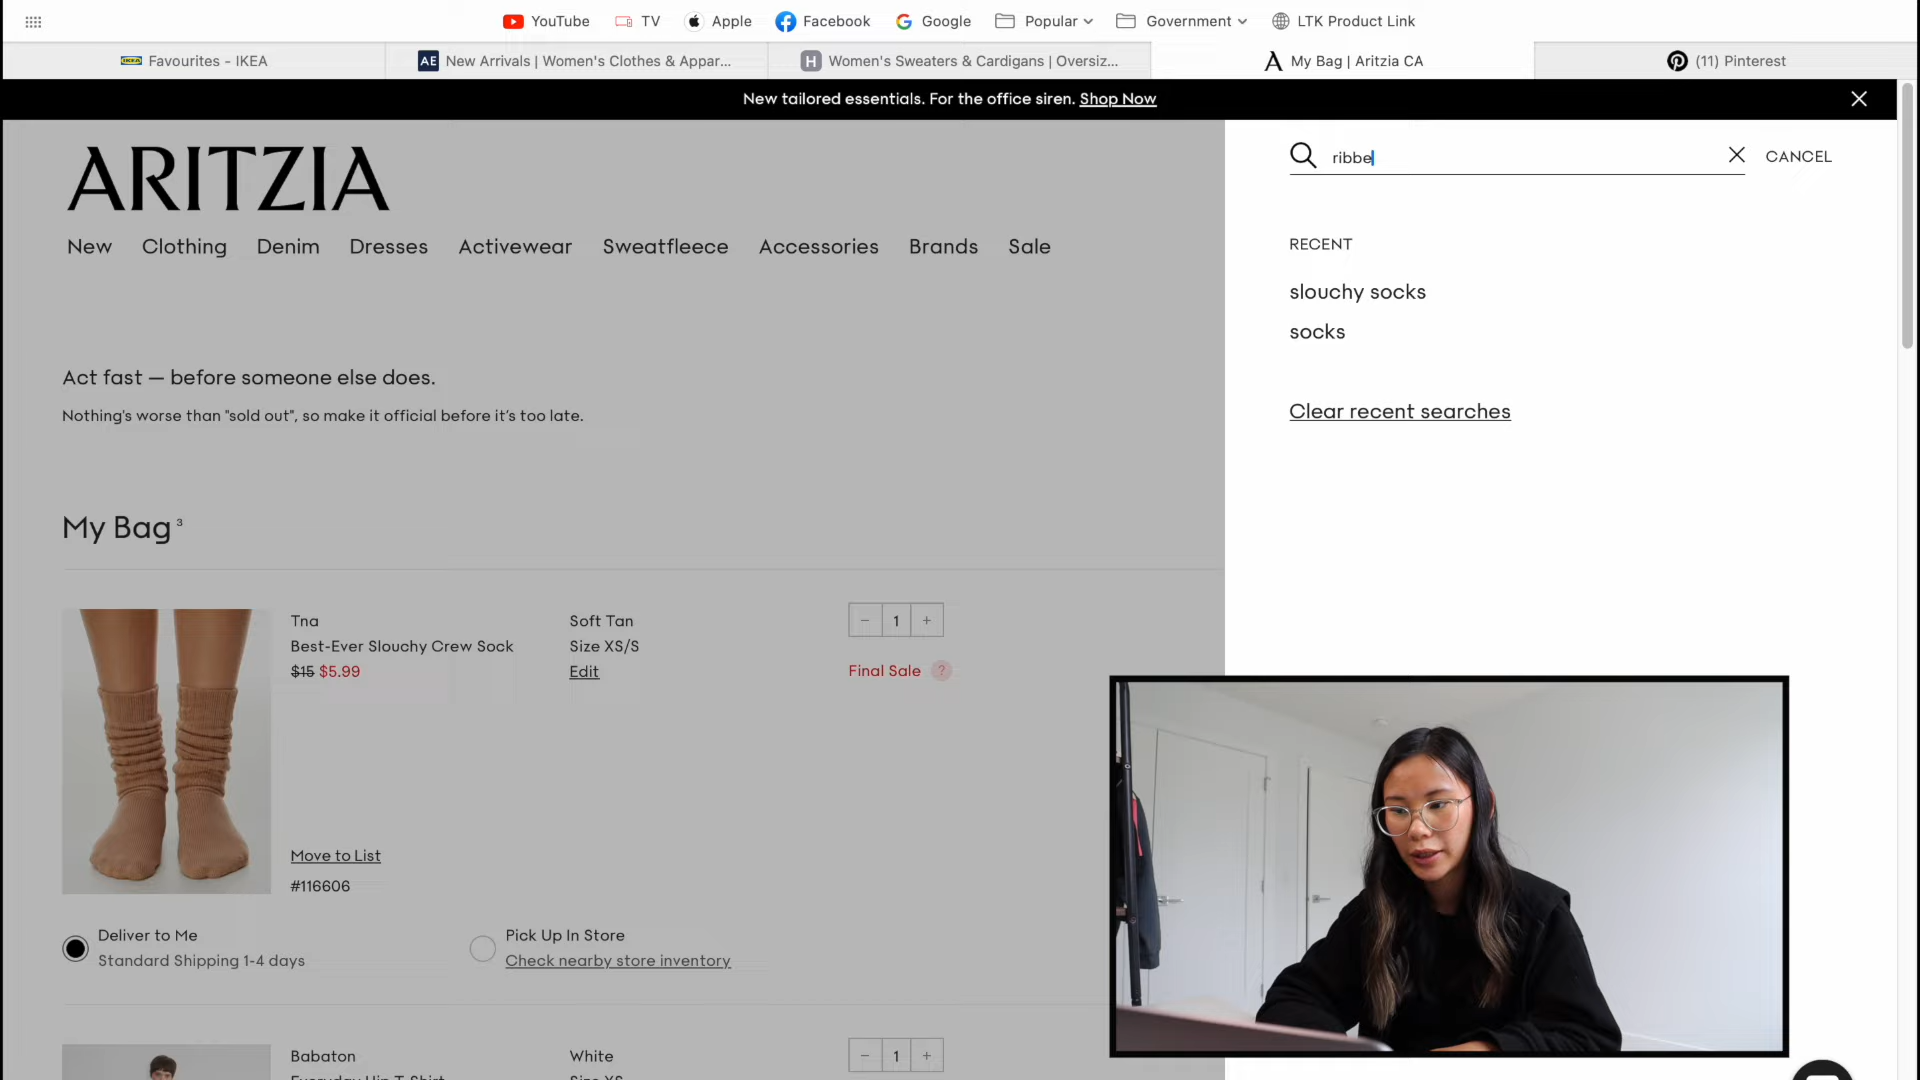 YouTube TV Apple Facebook Google Popular Government LTK Product Link
IKEA Favourites - IKEA AE New Arrivals | Women's Clothes & Appar... H Women's Sweaters & Cardigans | Oversiz... A My Bag | Aritzia CA (11) Pinterest
New tailored essentials. For the office siren. Shop Now
ARITZIA
New Clothing Denim Dresses Activewear Sweatfleece Accessories Brands Sale
ribbe
CANCEL
RECENT
slouchy socks
socks
Clear recent searches
Act fast — before someone else does.
Nothing's worse than "sold out", so make it official before it's too late.
My Bag 3
Tna
Best-Ever Slouchy Crew Sock
$15 $5.99
Soft Tan
Size XS/S
Edit
- 1 +
Final Sale ?
Move to List
#116606
Deliver to Me
Standard Shipping 1-4 days
Pick Up In Store
Check nearby store inventory
Babaton
White
- 1 +